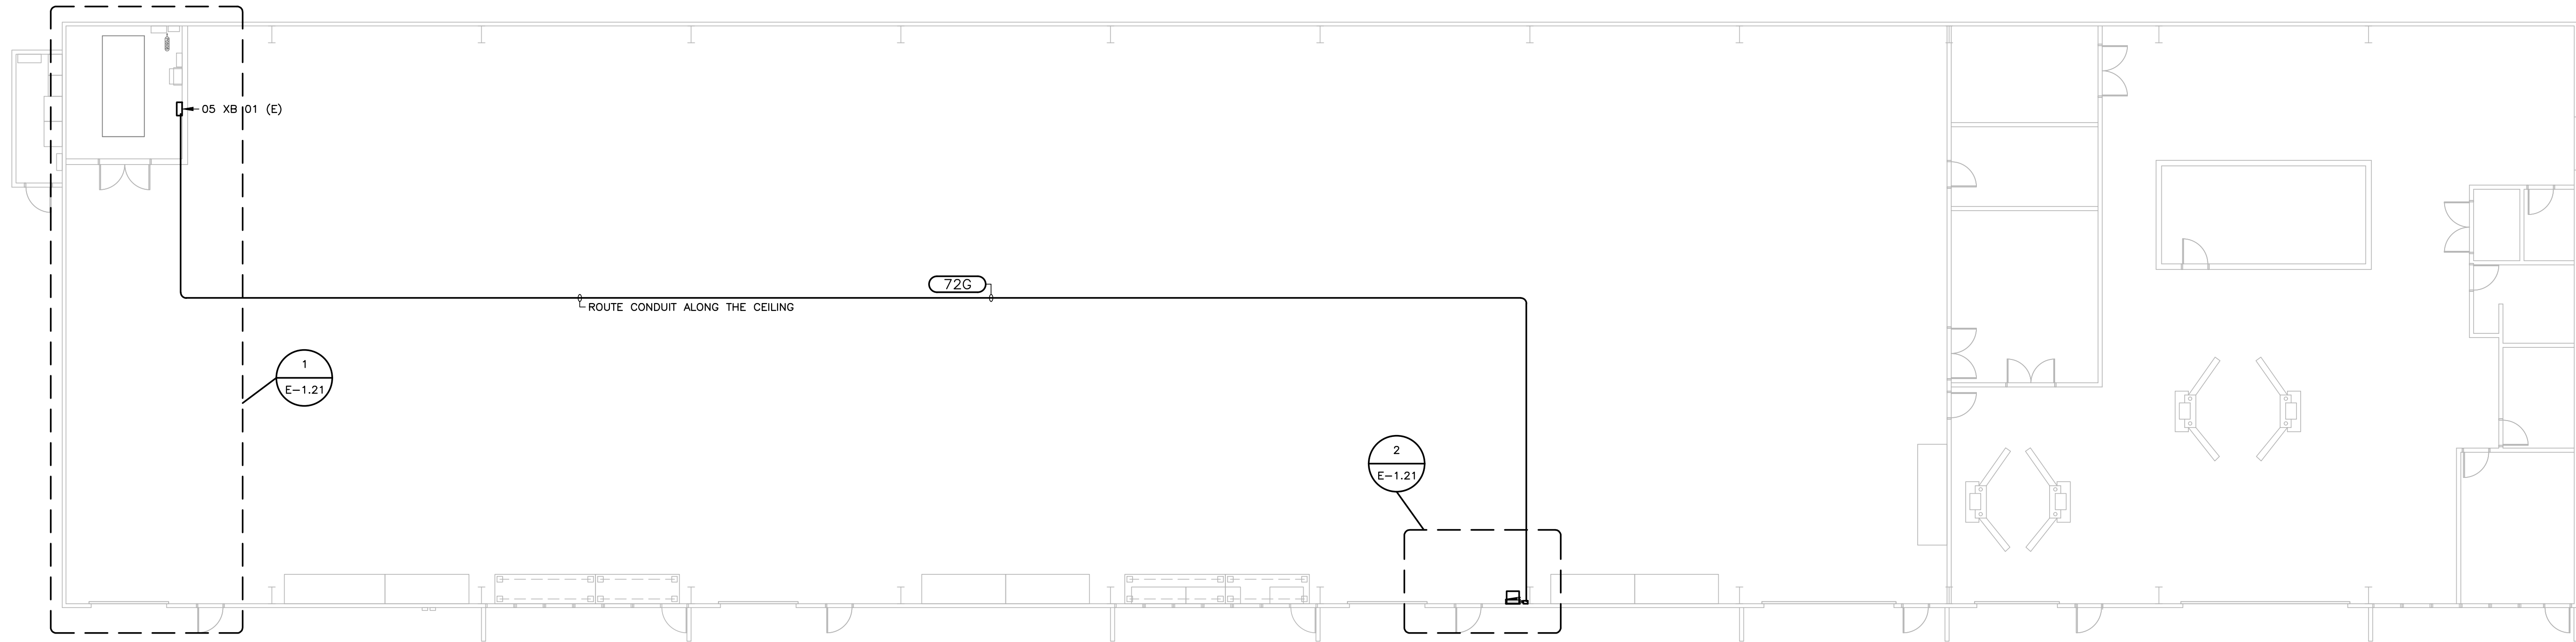 05 XB 01 (E)
72G
ROUTE CONDUIT ALONG THE CEILING
1
E-1.21
2
E-1.21